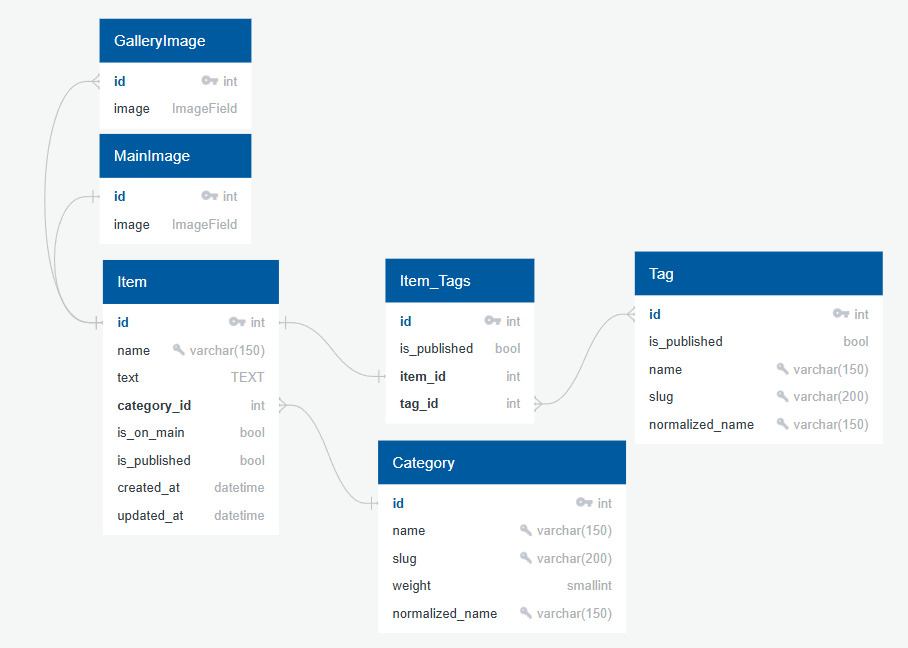 GalleryImage
id int
image ImageField
MainImage
id int
image ImageField
Item
id int
name varchar(150)
text TEXT
category_id int
is_on_main bool
is_published bool
created_at datetime
updated_at datetime
Item_Tags
id int
is_published bool
item_id int
tag_id int
Tag
id int
is_published bool
name varchar(150)
slug varchar(200)
normalized_name varchar(150)
Category
id int
name varchar(150)
slug varchar(200)
weight smallint
normalized_name varchar(150)